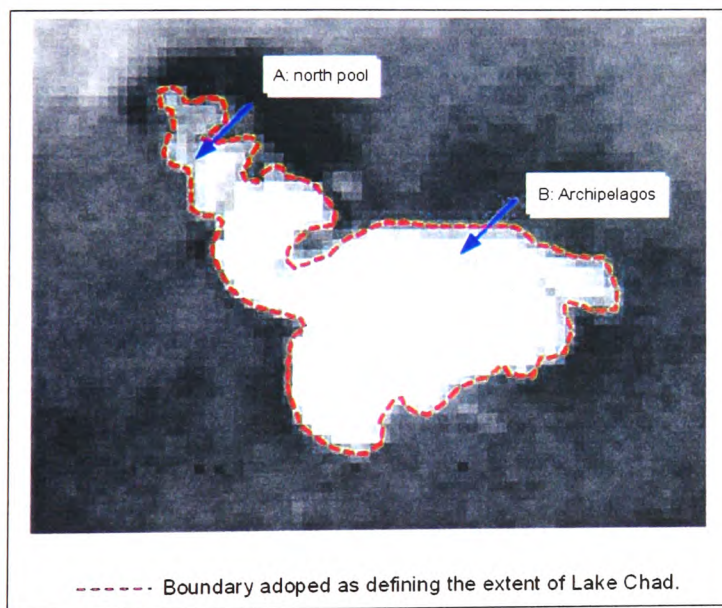 A: north pool
B: Archipelagos
Boundary adoped as defining the extent of Lake Chad.